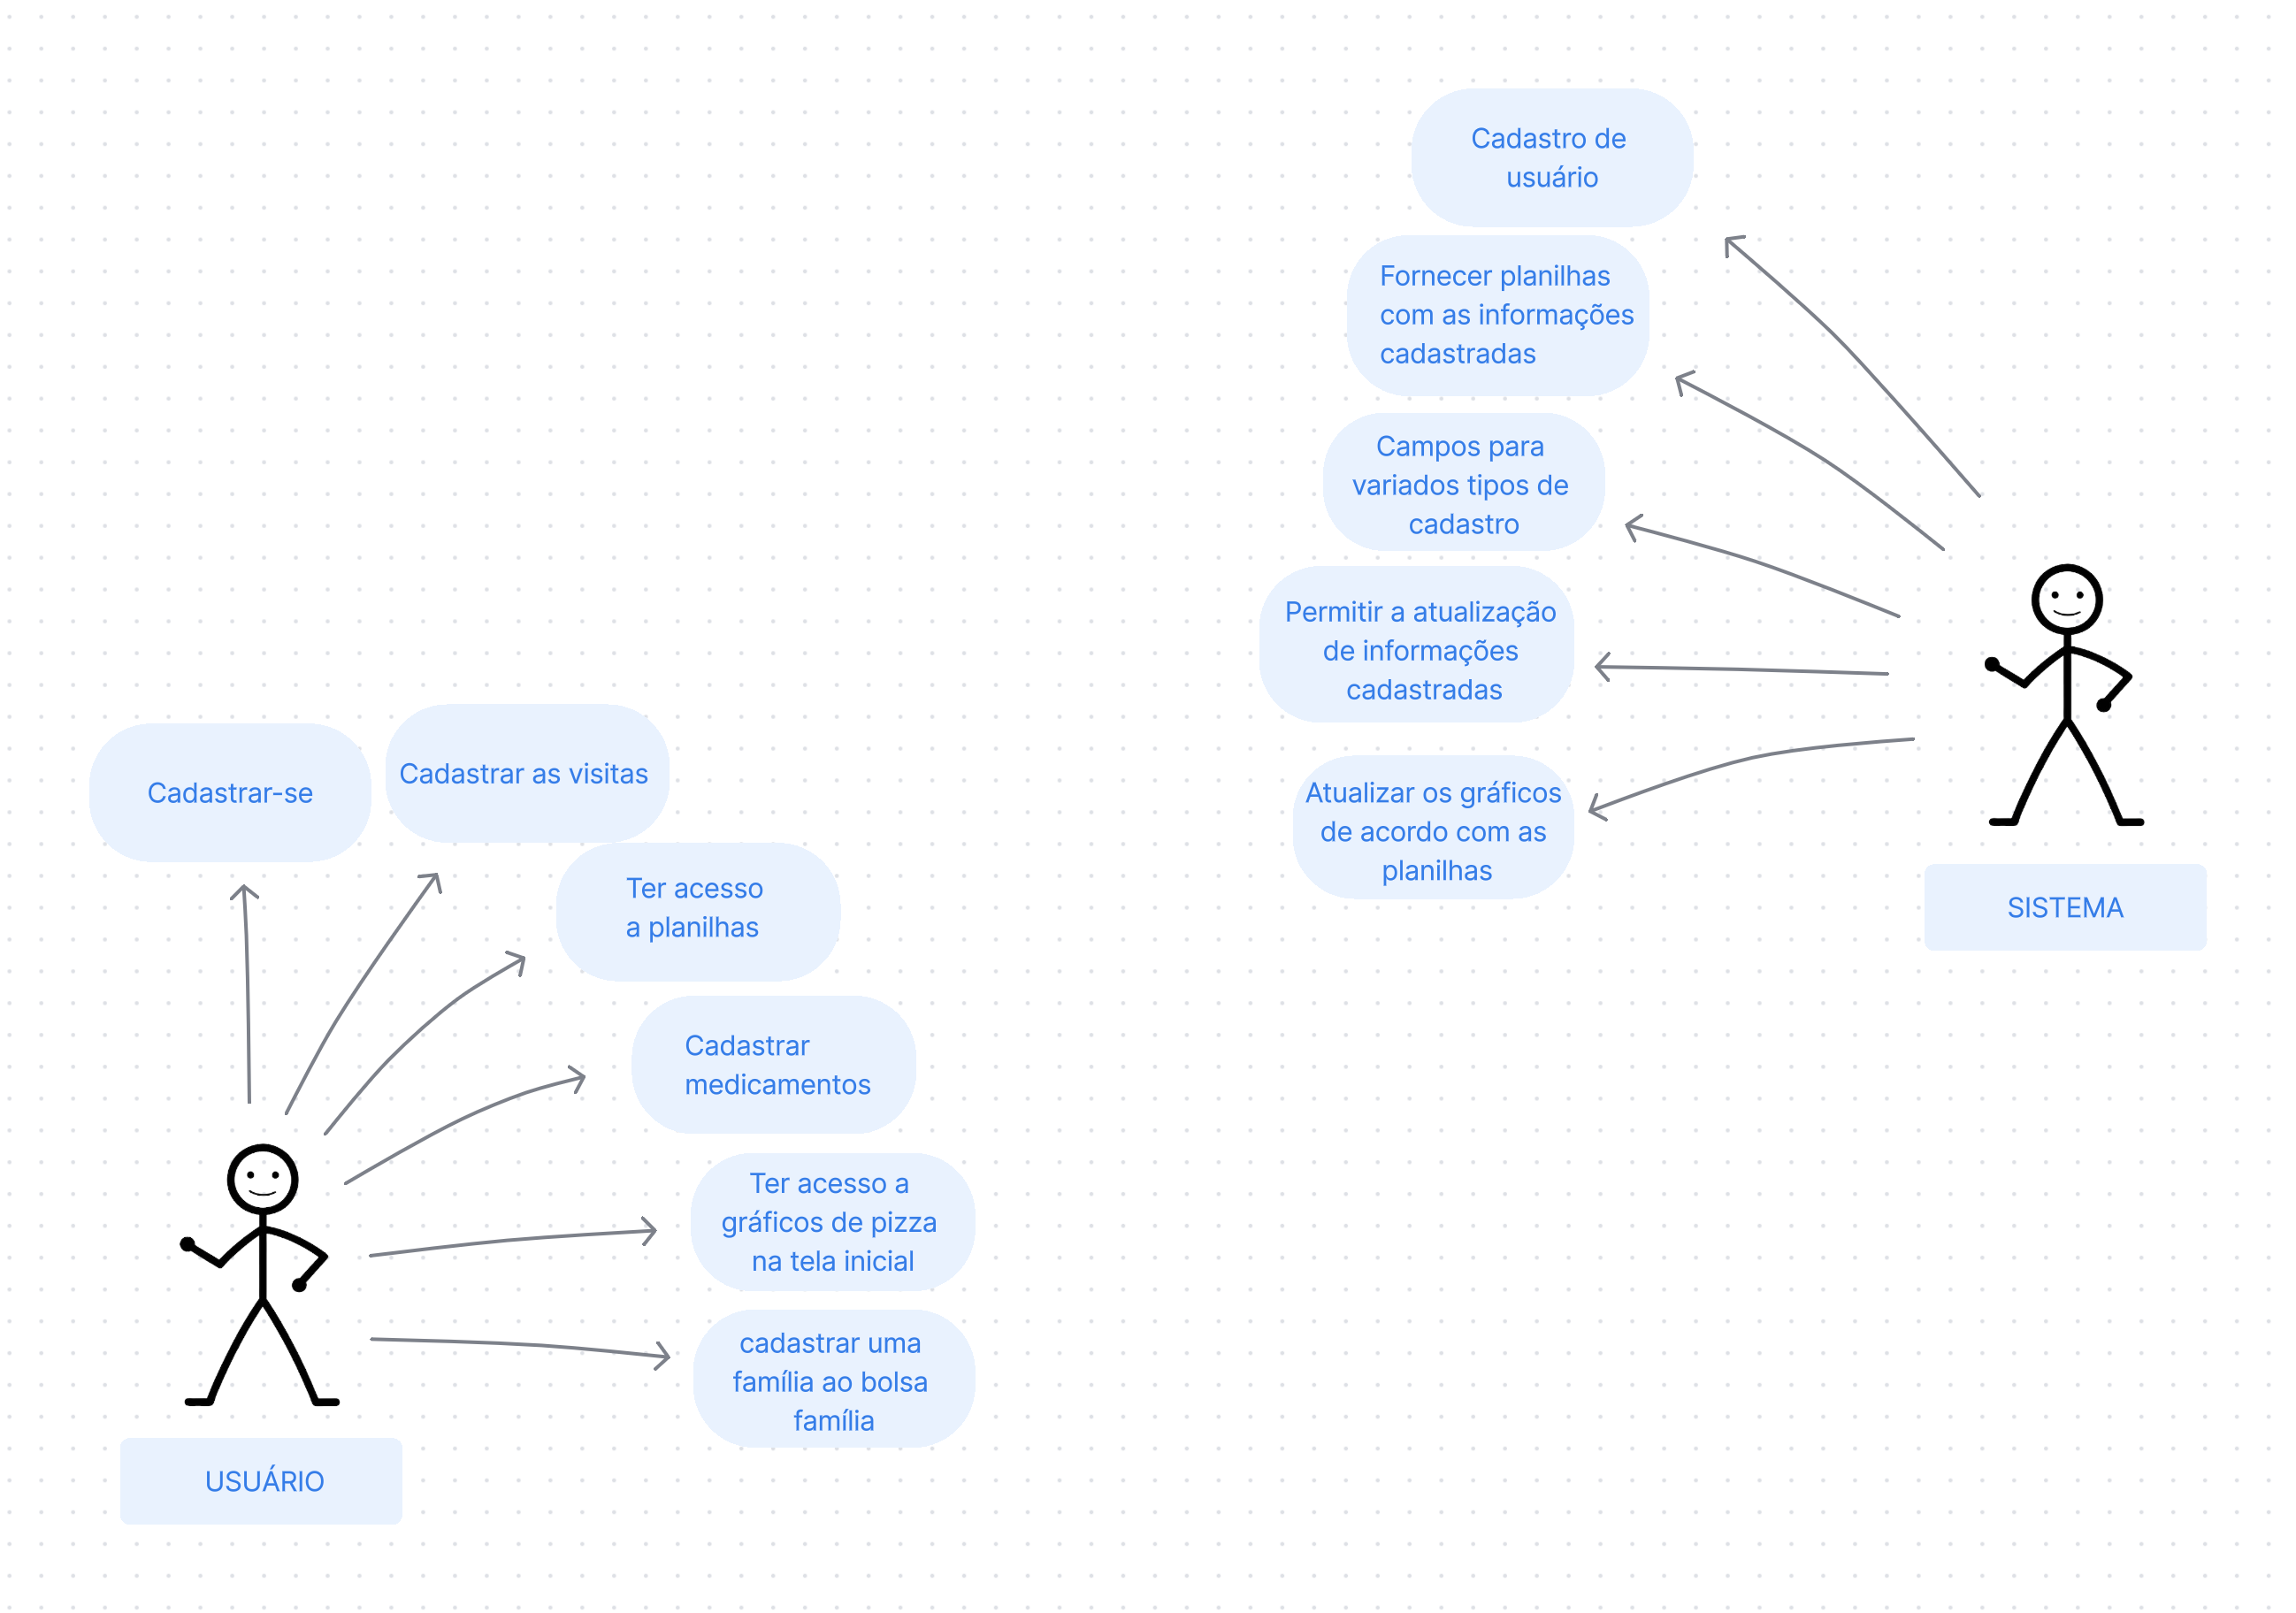 Cadastro de
usuário
Fornecer planilhas
com as informações
cadastradas
Campos para
variados tipos de
cadastro
Permitir a atualização
de informações
cadastradas
Atualizar os gráficos
de acordo com as
planilhas
SISTEMA
Cadastrar-se
Cadastrar as visitas
Ter acesso
a planilhas
Cadastrar
medicamentos
Ter acesso a
gráficos de pizza
na tela inicial
cadastrar uma
família ao bolsa
família
USUÁRIO